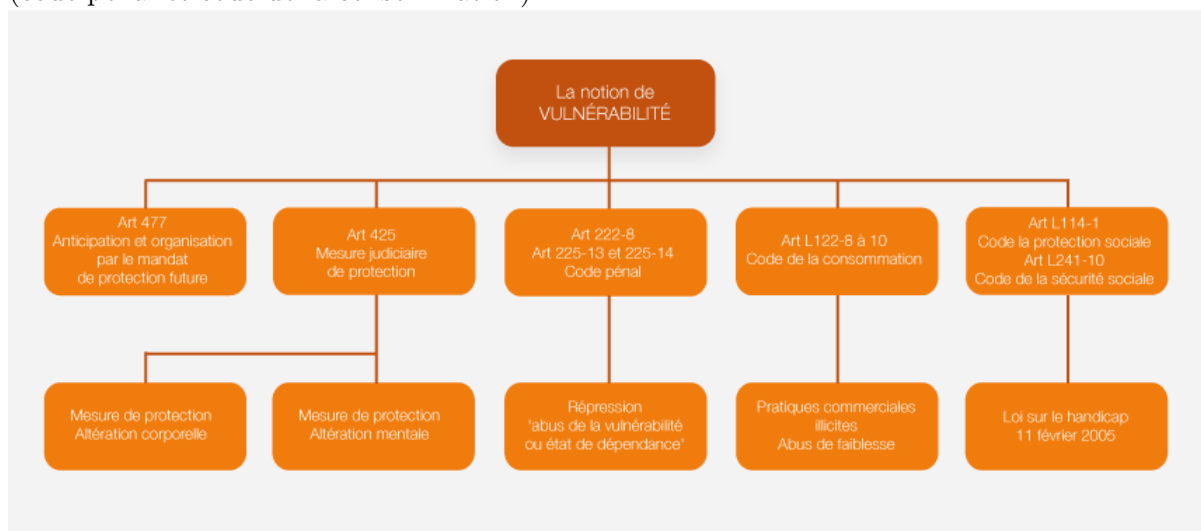 La notion de
VULNÉRABILITÉ
Art 477
Anticipation et organisation
par le mandat
de protection future
Art 425
Mesure judiciaire
de protection
Art 222-8
Art 225-13 et 225-14
Code pénal
Art L122-8 à 10
Code de la consommation
Art L114-1
Code la protection sociale
Art L241-10
Code de la sécurité sociale
Mesure de protection
Altération corporelle
Mesure de protection
Altération mentale
Répression
"abus de la vulnérabilité
ou état de dépendance"
Pratiques commerciales
illicites
Abus de faiblesse
Loi sur le handicap
11 février 2005